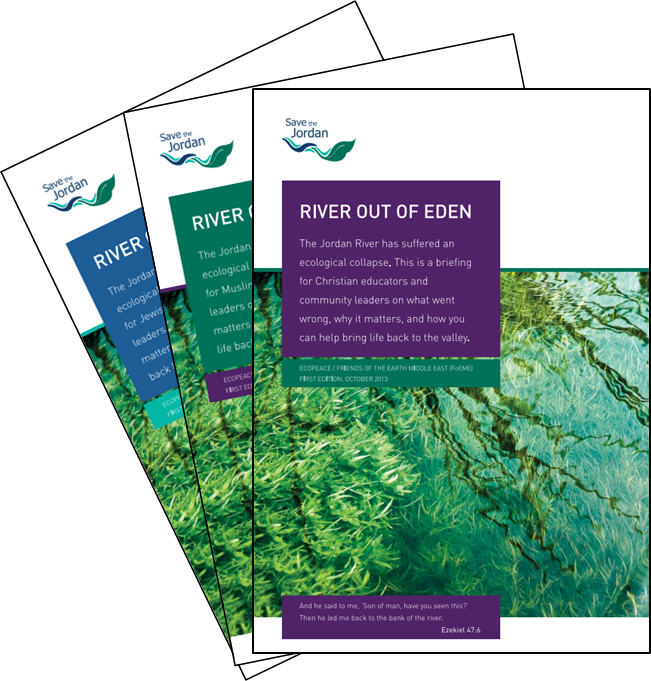 Save the
Jordan
RIVER O
The Jordan
ecological
for Jewis
leaders
matter
back
ECOP
FIRST
Save the
Jordan
RIVER O
The Jordan
ecological
for Muslim
leaders o
matters
life bac
ECOPEACE
FIRST ED
Save the
Jordan
RIVER OUT OF EDEN
The Jordan River has suffered an
ecological collapse. This is a briefing
for Christian educators and
community leaders on what went
wrong, why it matters, and how you
can help bring life back to the valley.
ECOPEACE / FRIENDS OF THE EARTH MIDDLE EAST (FoEME)
FIRST EDITION, OCTOBER 2013
And he said to me, 'Son of man, have you seen this?'
Then he led me back to the bank of the river.
Ezekiel 47:6